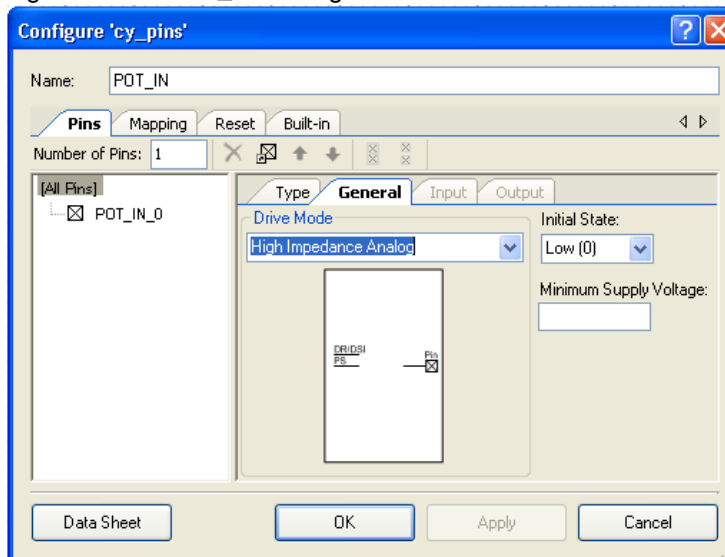 Configure 'cy_pins'
Name: POT_IN
Pins Mapping Reset Built-in
Number of Pins: 1
[All Pins]
POT_IN_0
Type General Input Output
Drive Mode
High Impedance Analog
Initial State:
Low (0)
Minimum Supply Voltage:
DR/DSI
PS
Pin
Data Sheet OK Apply Cancel